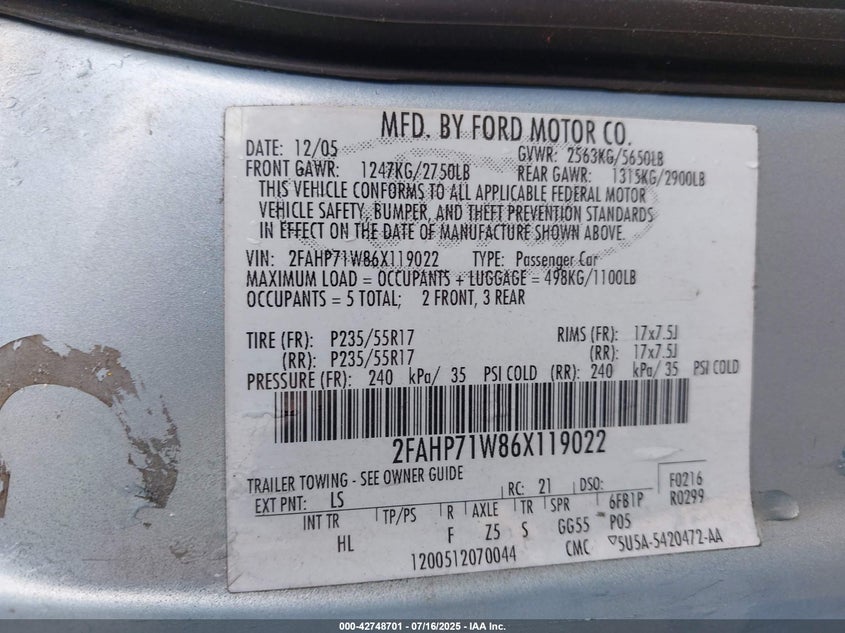 MFD. BY FORD MOTOR CO.
DATE: 12/05 GVWR: 2563KG/5650LB
FRONT GAWR: 1247KG/2750LB REAR GAWR: 1315KG/2900LB
THIS VEHICLE CONFORMS TO ALL APPLICABLE FEDERAL MOTOR
VEHICLE SAFETY, BUMPER, AND THEFT PREVENTION STANDARDS
IN EFFECT ON THE DATE OF MANUFACTURE SHOWN ABOVE.
VIN: 2FAHP71W86X119022 TYPE: Passenger Car
MAXIMUM LOAD = OCCUPANTS + LUGGAGE = 498KG/1100LB
OCCUPANTS = 5 TOTAL; 2 FRONT, 3 REAR
TIRE (FR): P235/55R17 RIMS (FR): 17x7.5J
(RR): P235/55R17 (RR): 17x7.5J
PRESSURE (FR): 240 kPa/ 35 PSI COLD (RR): 240 kPa/ 35 PSI COLD
2FAHP71W86X119022
TRAILER TOWING - SEE OWNER GUIDE
EXT PNT: LS RC: 21 DSO: F0216
INT TR TP/PS R AXLE TR SPR 6FB1P R0299
HL F Z5 S GG55 P05
1200512070044 CMC ▽5U5A-5420472-AA
000-42748701 - 07/16/2025 - IAA Inc.